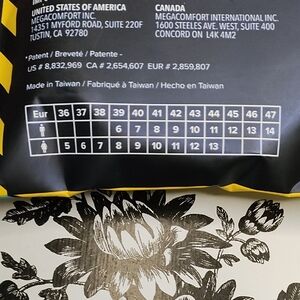 UNITED STATES OF AMERICA
MEGACOMFORT INC.
14351 MYFORD ROAD, SUITE 220F
TUSTIN, CA 92780
CANADA
MEGACOMFORT INTERNATIONAL INC.
1600 STEELES AVE WEST, SUITE 400
CONCORD ON L4K 4M2
*Patent / Breveté / Patente -
US # 8,832,969 CA # 2,654,607 EUR # 2,859,807
Made in Taiwan / Fabriqué à Taiwan / Hecho en Taiwan
Eur 36 37 38 39 40 41 42 43 44 45 46 47
6 7 8 9 10 11 12 13 14
5 6 7 8 9 10 11 12 13